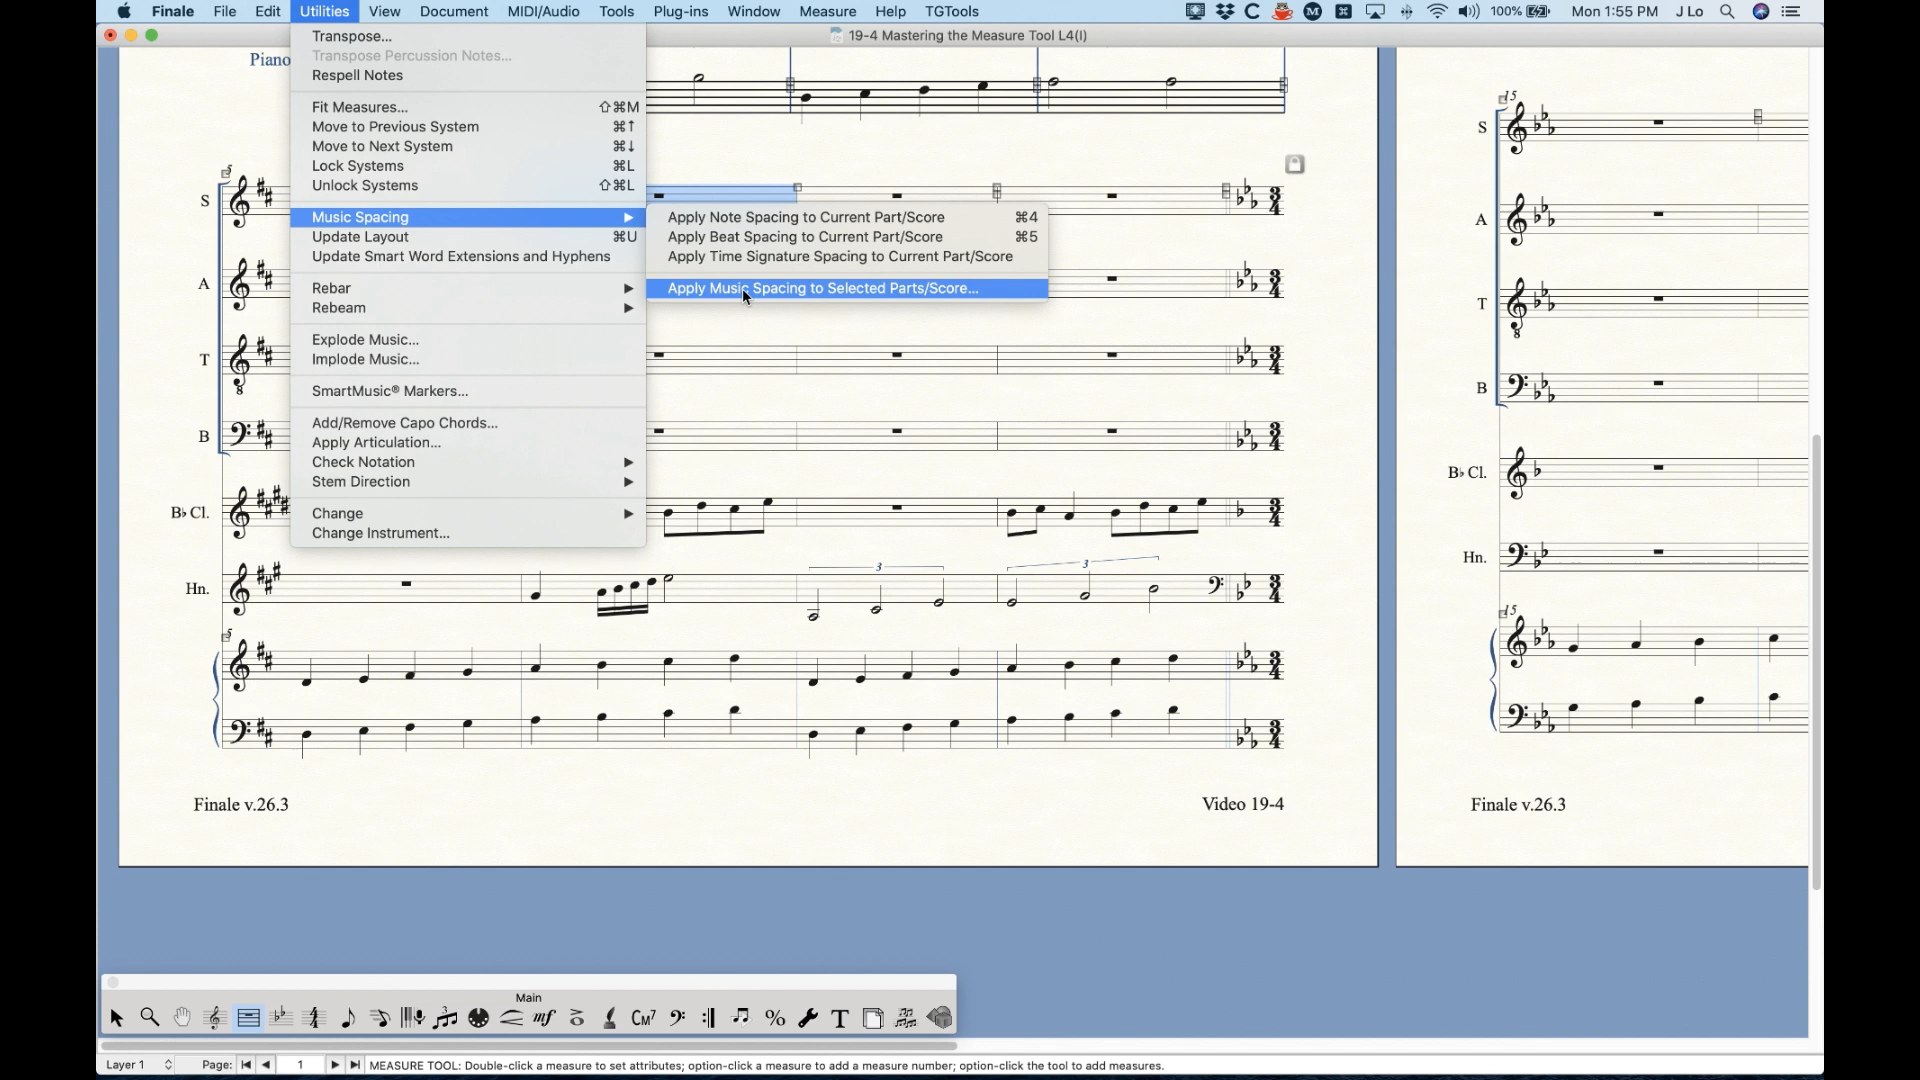 Finale File Edit Utilities View Document MIDI/Audio Tools Plug-ins Window Measure Help TGTools 100% Mon 1:55 PM J Lo
19-4 Mastering the Measure Tool L4(I)
Piano
Transpose...
Transpose Percussion Notes...
Respell Notes
Fit Measures... ⇧⌘M
Move to Previous System ⌘↑
Move to Next System ⌘↓
Lock Systems ⌘L
Unlock Systems ⇧⌘L
Music Spacing ▶
Update Layout ⌘U
Update Smart Word Extensions and Hyphens
Rebar ▶
Rebeam ▶
Explode Music...
Implode Music...
SmartMusic® Markers...
Add/Remove Capo Chords...
Apply Articulation...
Check Notation ▶
Stem Direction ▶
Change ▶
Change Instrument...
Apply Note Spacing to Current Part/Score ⌘4
Apply Beat Spacing to Current Part/Score ⌘5
Apply Time Signature Spacing to Current Part/Score
Apply Music Spacing to Selected Parts/Score...
5
S
A
T
B
B♭ Cl.
Hn.
5
3
3
15
S
A
T
B
B♭ Cl.
Hn.
15
Finale v.26.3
Video 19-4
Finale v.26.3
Main
mf CM7 % T
Layer 1 Page: 1 MEASURE TOOL: Double-click a measure to set attributes; option-click a measure to add a measure number; option-click the tool to add measures.